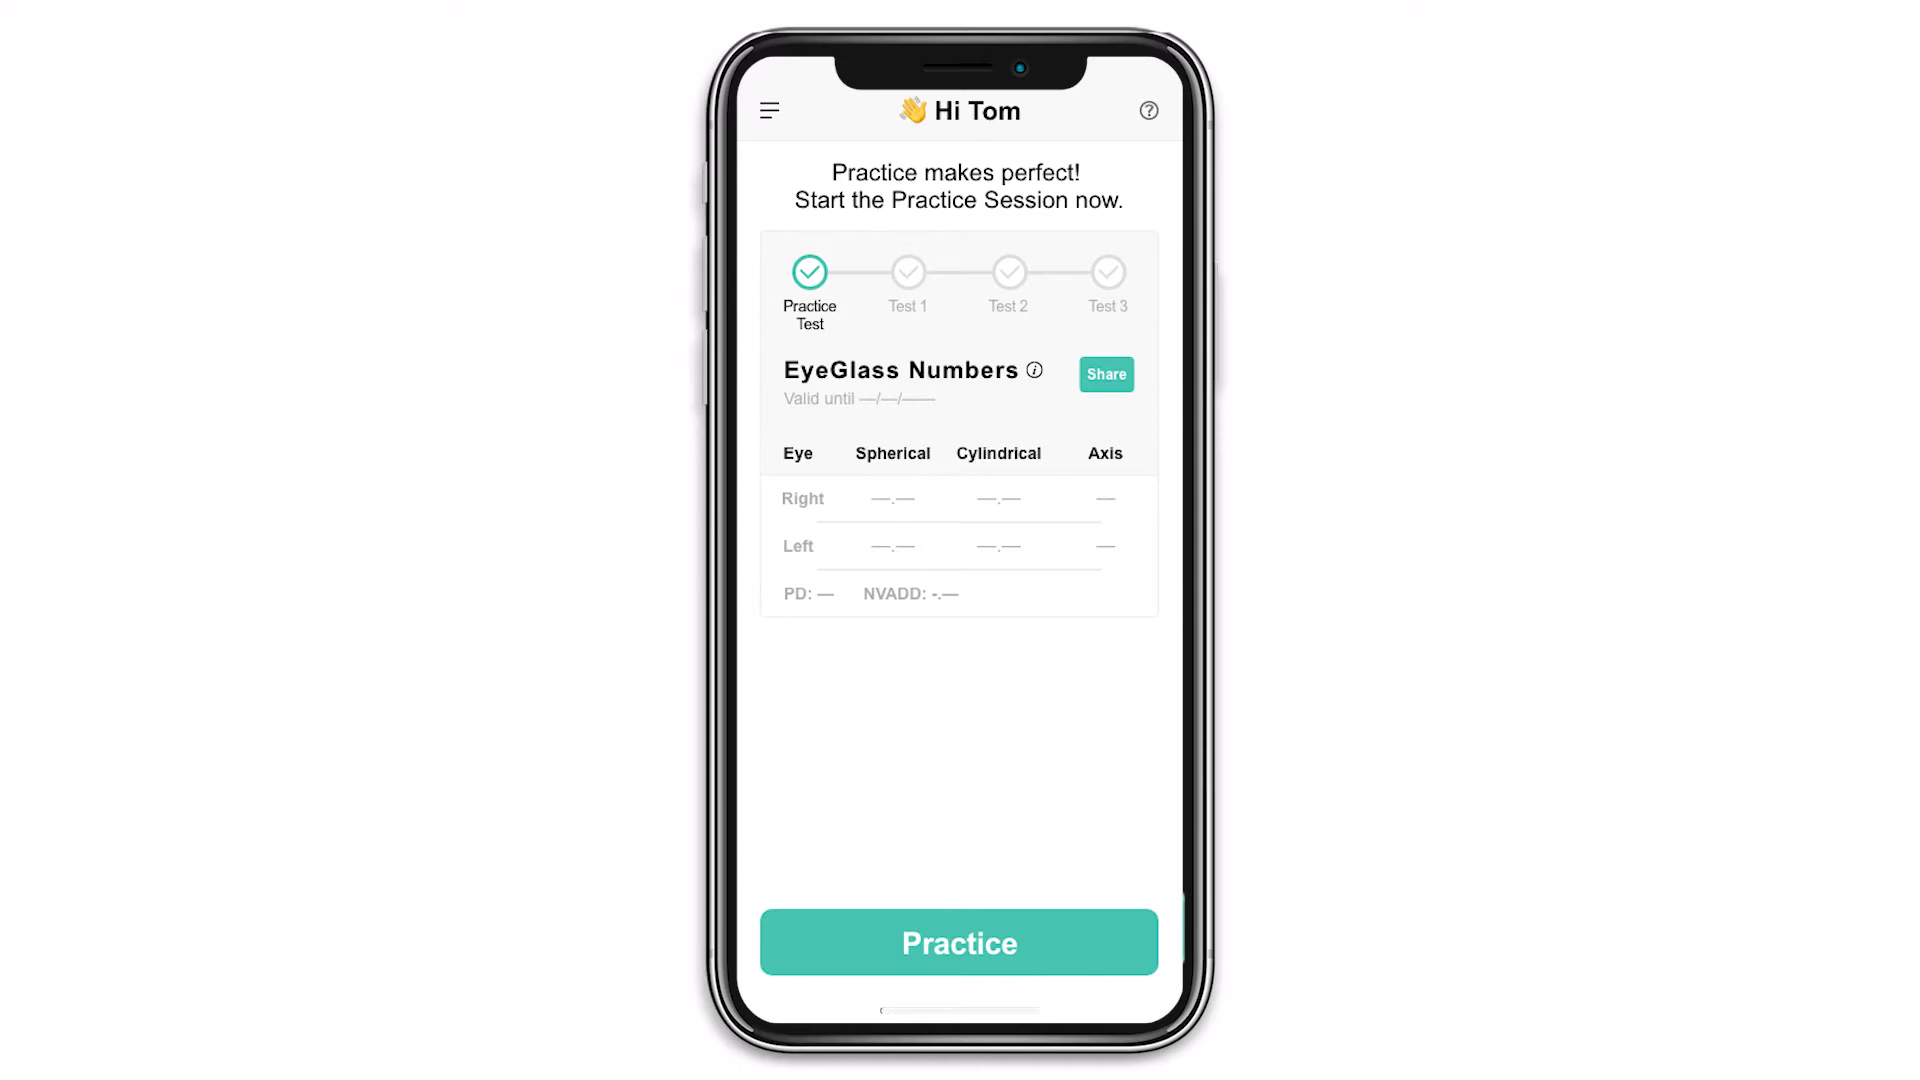 👋 Hi Tom
Practice makes perfect!
Start the Practice Session now.
Practice Test
Test 1
Test 2
Test 3
EyeGlass Numbers
Share
Valid until —/—/——
Eye Spherical Cylindrical Axis
Right —.— —.— —
Left —.— —.— —
PD: — NVADD: -.—
Practice